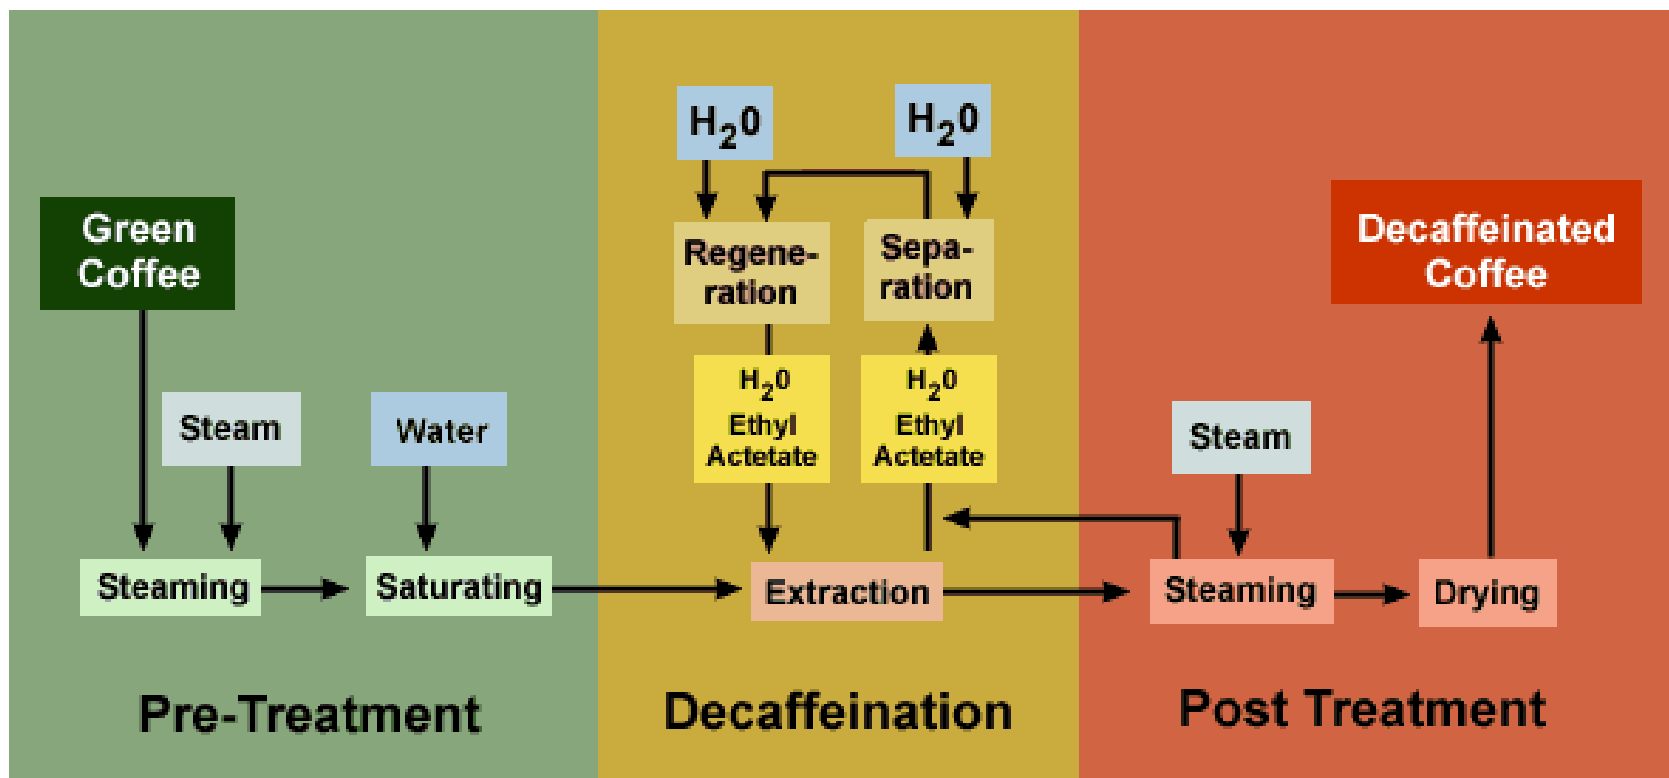 Green
Coffee
Steam
Steaming
Water
Saturating
Pre-Treatment
H₂0
H₂0
Regene-
ration
Sepa-
ration
H₂0
Ethyl
Actetate
H₂0
Ethyl
Actetate
Extraction
Decaffeination
Decaffeinated
Coffee
Steam
Steaming
Drying
Post Treatment